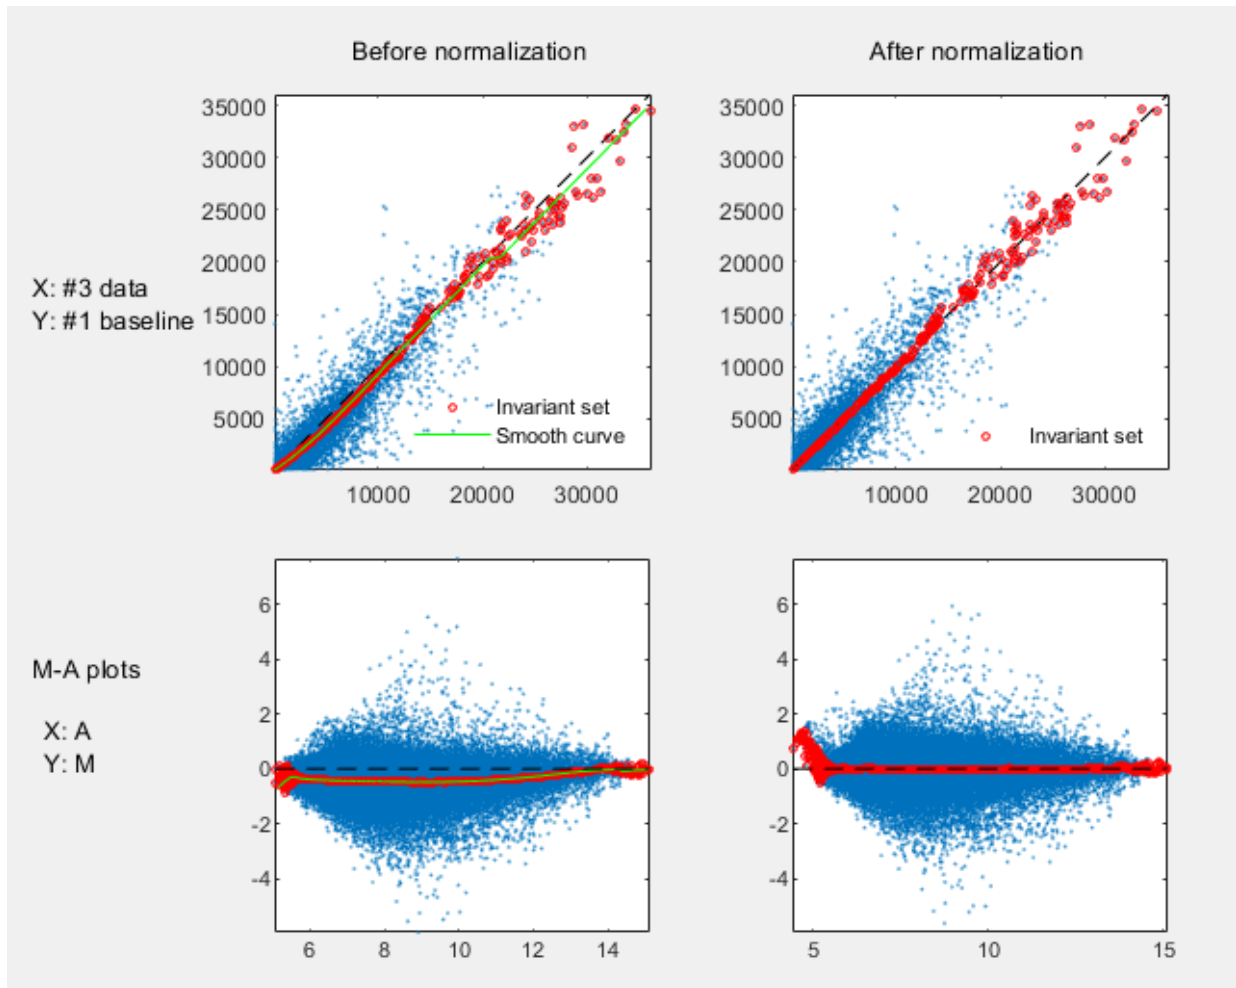 Before normalization
After normalization
X: #3 data
Y: #1 baseline
35000
30000
25000
20000
15000
10000
5000
10000 20000 30000
Invariant set
Smooth curve
35000
30000
25000
20000
15000
10000
5000
10000 20000 30000
Invariant set
M-A plots
X: A
Y: M
6
4
2
0
-2
-4
6 8 10 12 14
6
4
2
0
-2
-4
5 10 15